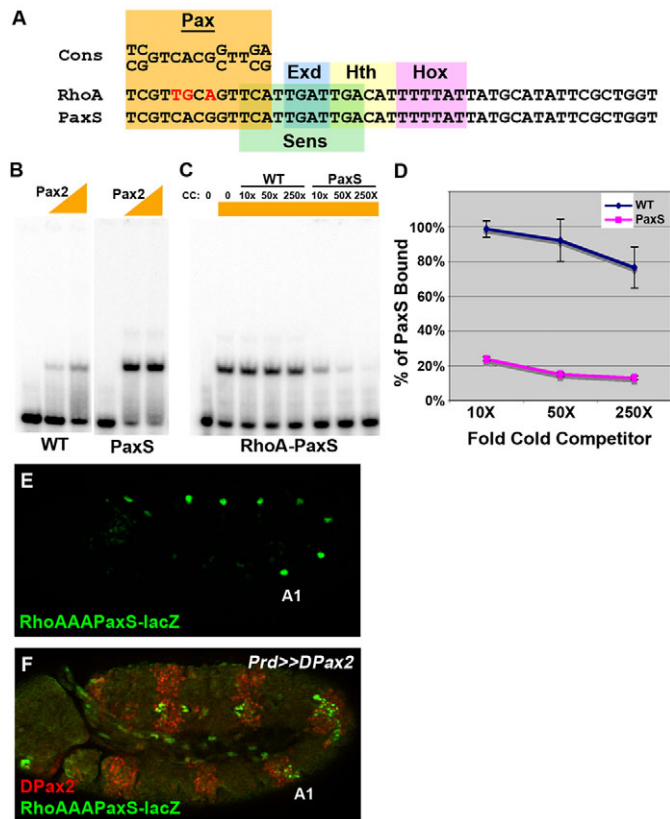 A
Pax
Cons
TC GTCACG G TT GA
CG C CG
Exd Hth Hox
RhoA TCGTTGCAGTTCATTGATTGACATTTTTATTATGCATATTCGCTGGT
PaxS TCGTCACGGTTCATTGATTGACATTTTTATTATGCATATTCGCTGGT
Sens
B
Pax2 Pax2
WT PaxS
C
WT PaxS
CC: 0 0 10x 50x 250x 10x 50X 250X
RhoA-PaxS
D
WT
PaxS
% of PaxS Bound
100%
80%
60%
40%
20%
0%
10X 50X 250X
Fold Cold Competitor
E
A1
RhoAAAPaxS-lacZ
F
Prd>>DPax2
A1
DPax2
RhoAAAPaxS-lacZ